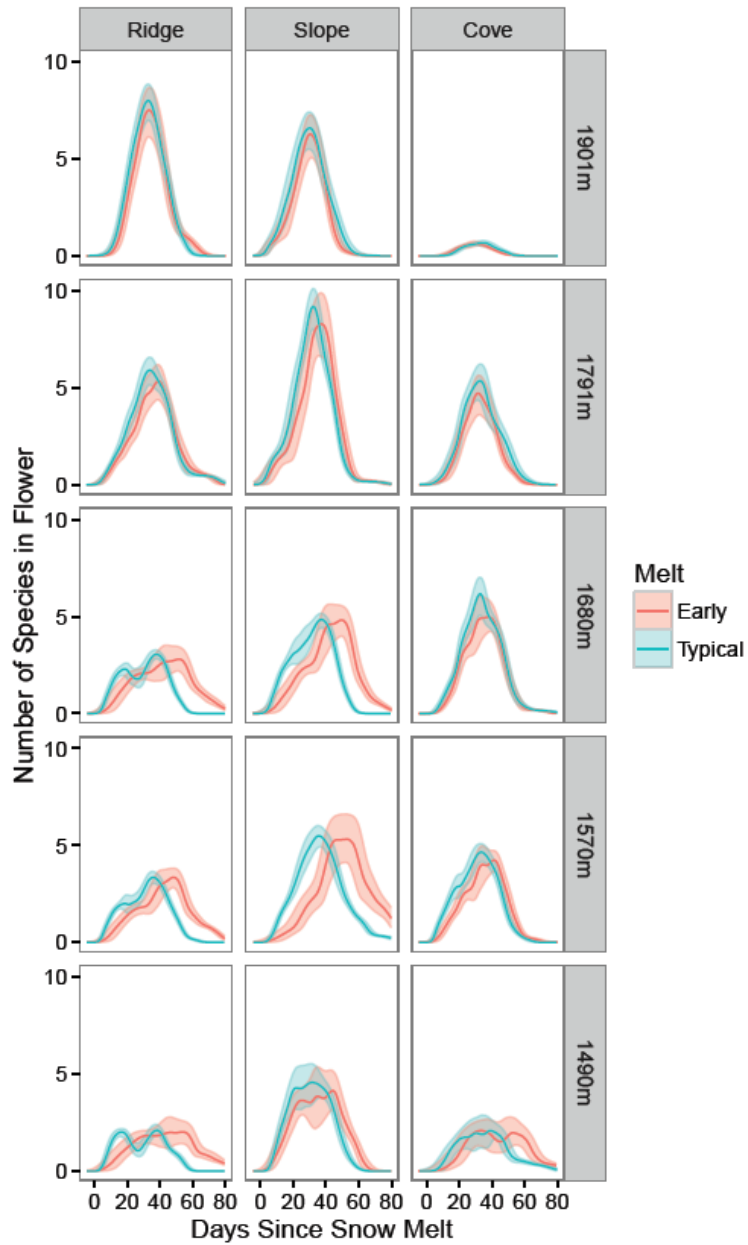 Ridge Slope Cove
10
5
0
1901m
10
5
0
1791m
Number of Species in Flower
10
5
0
1680m
Melt
Early
Typical
10
5
0
1570m
10
5
0
1490m
0 20 40 60 80 0 20 40 60 80 0 20 40 60 80
Days Since Snow Melt